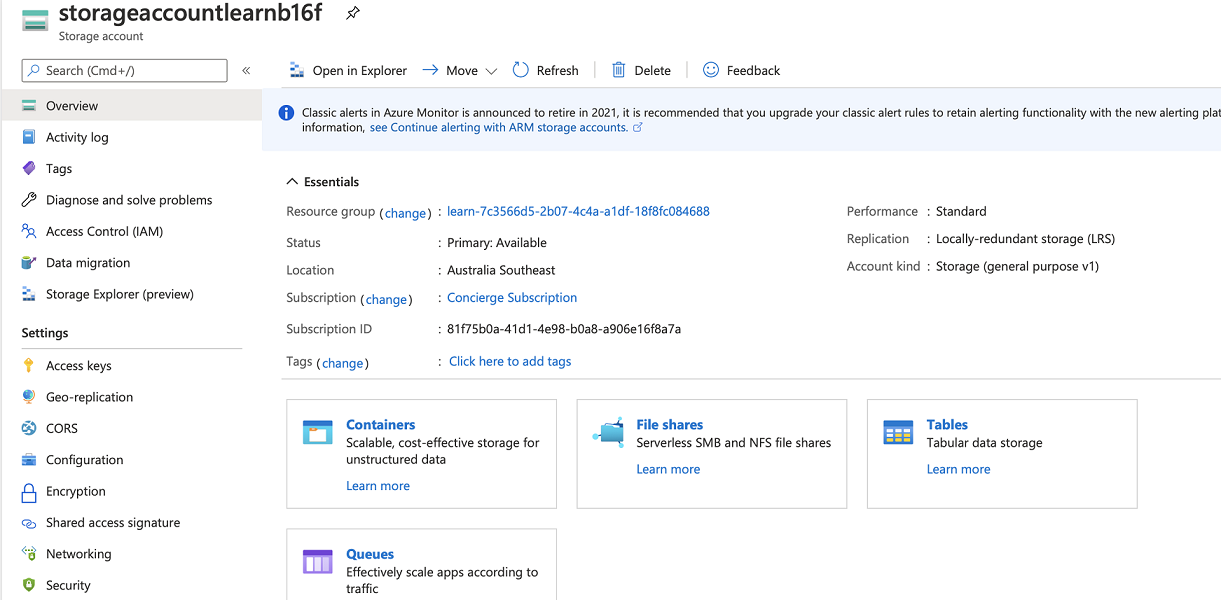 storageaccountlearnb16f
Storage account
Search (Cmd+/)
«
Overview
Activity log
Tags
Diagnose and solve problems
Access Control (IAM)
Data migration
Storage Explorer (preview)
Settings
Access keys
Geo-replication
CORS
Configuration
Encryption
Shared access signature
Networking
Security
Open in Explorer Move Refresh Delete Feedback
Classic alerts in Azure Monitor is announced to retire in 2021, it is recommended that you upgrade your classic alert rules to retain alerting functionality with the new alerting plat
information, see Continue alerting with ARM storage accounts.
Essentials
Resource group (change) : learn-7c3566d5-2b07-4c4a-a1df-18f8fc084688
Status : Primary: Available
Location : Australia Southeast
Subscription (change) : Concierge Subscription
Subscription ID : 81f75b0a-41d1-4e98-b0a8-a906e16f8a7a
Tags (change) : Click here to add tags
Performance : Standard
Replication : Locally-redundant storage (LRS)
Account kind : Storage (general purpose v1)
Containers
Scalable, cost-effective storage for
unstructured data
Learn more
File shares
Serverless SMB and NFS file shares
Learn more
Tables
Tabular data storage
Learn more
Queues
Effectively scale apps according to
traffic